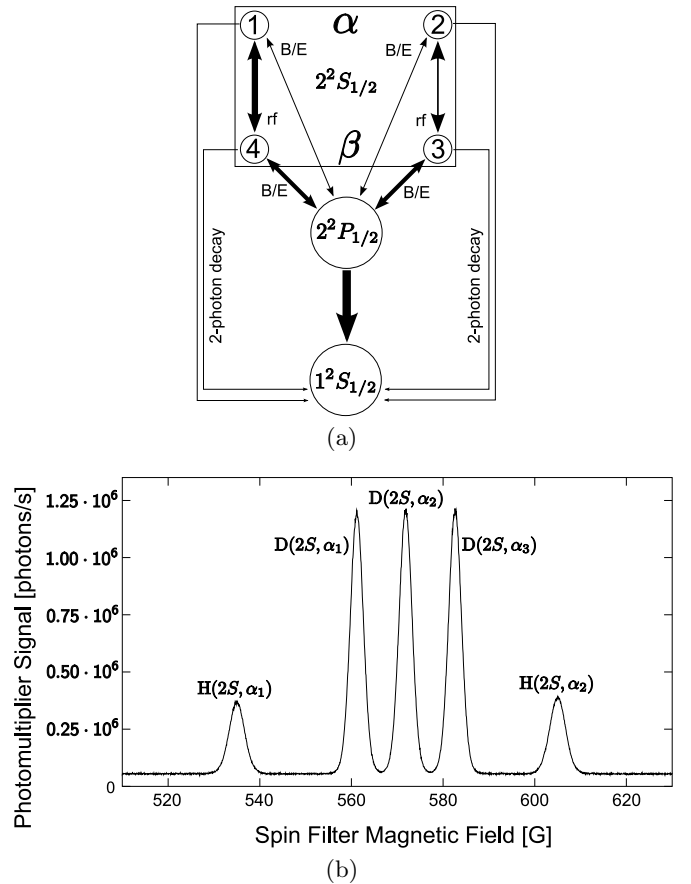 1 α 2
B/E B/E
2²S₁/₂
rf rf
4 β 3
B/E B/E
2²P₁/₂
2-photon decay 2-photon decay
1²S₁/₂
(a)
Photomultiplier Signal [photons/s]
1.25 · 10⁶
1.00 · 10⁶
0.75 · 10⁶
0.50 · 10⁶
0.25 · 10⁶
0
D(2S, α₂)
D(2S, α₁) D(2S, α₃)
H(2S, α₁) H(2S, α₂)
520 540 560 580 600 620
Spin Filter Magnetic Field [G]
(b)